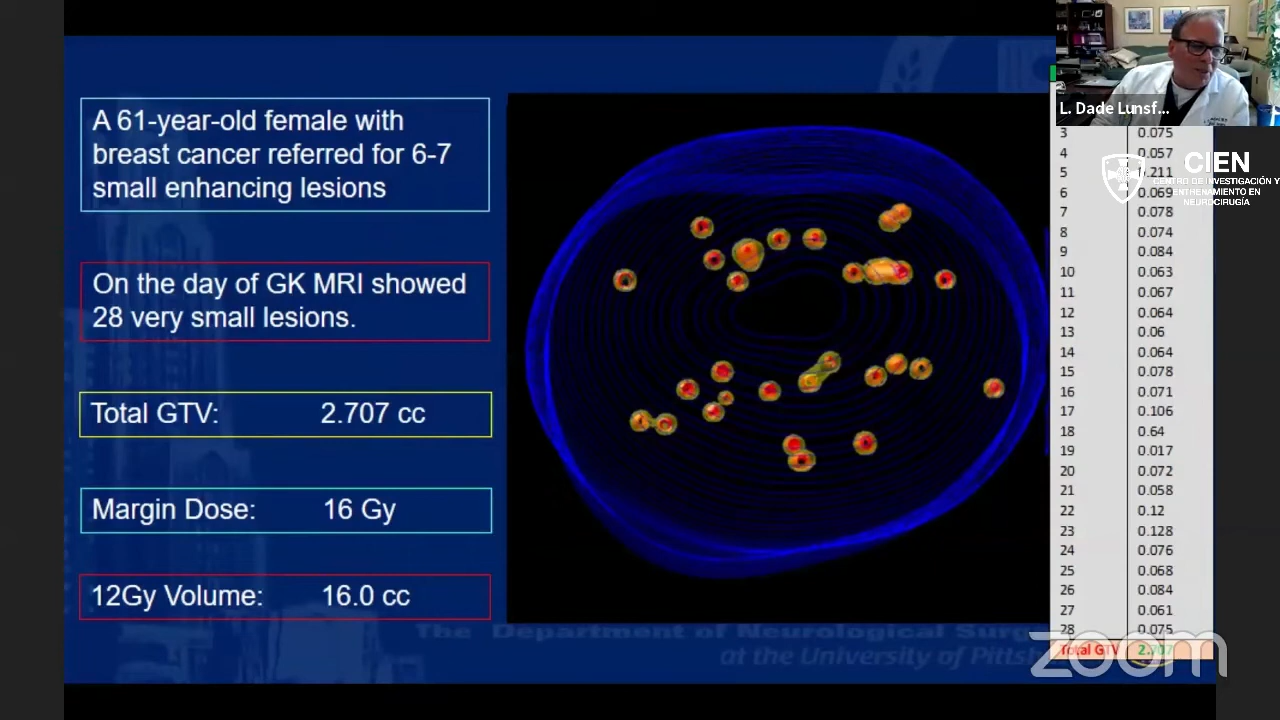 A 61-year-old female with
breast cancer referred for 6-7
small enhancing lesions
On the day of GK MRI showed
28 very small lesions.
Total GTV: 2.707 cc
Margin Dose: 16 Gy
12Gy Volume: 16.0 cc
The Department of Neurological
at the University of
L. Dade Lunsf...
CIEN
CENTRO DE INVESTIGACIÓN Y
ENTRENAMIENTO EN
NEUROCIRUGÍA
3 0.075
4 0.057
5 .211
6 0.069
7 0.078
8 0.074
9 0.084
10 0.063
11 0.067
12 0.064
13 0.06
14 0.064
15 0.078
16 0.071
17 0.106
18 0.64
19 0.017
20 0.072
21 0.058
22 0.12
23 0.128
24 0.076
25 0.068
26 0.084
27 0.061
28 0.075
Total GTV 2.707
zoom